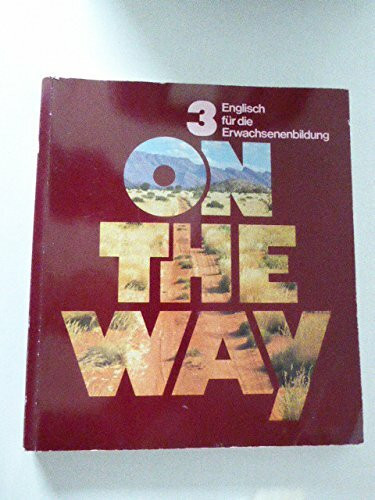 3 Englisch
für die
Erwachsenenbildung
ON
THE
WAY